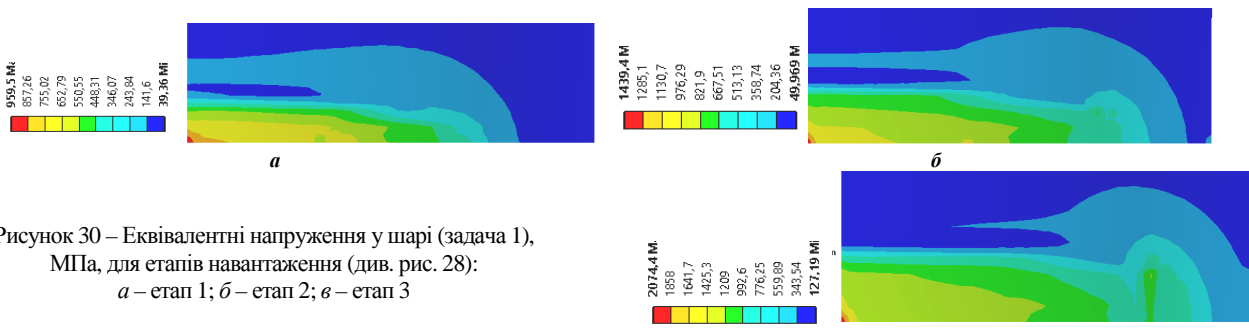 959,5 Ма
857,26
755,02
652,79
550,55
448,31
346,07
243,84
141,6
39,36 Mi
а
1439,4 M
1285,1
1130,7
976,29
821,9
667,51
513,13
358,74
204,36
49,969 M
б
Рисунок 30 – Еквівалентні напруження у шарі (задача 1),
МПа, для етапів навантаження (див. рис. 28):
а – етап 1; б – етап 2; в – етап 3
2074,4 M
1858
1641,7
1425,3
1209
992,6
776,25
559,89
343,54
127,19 Mi